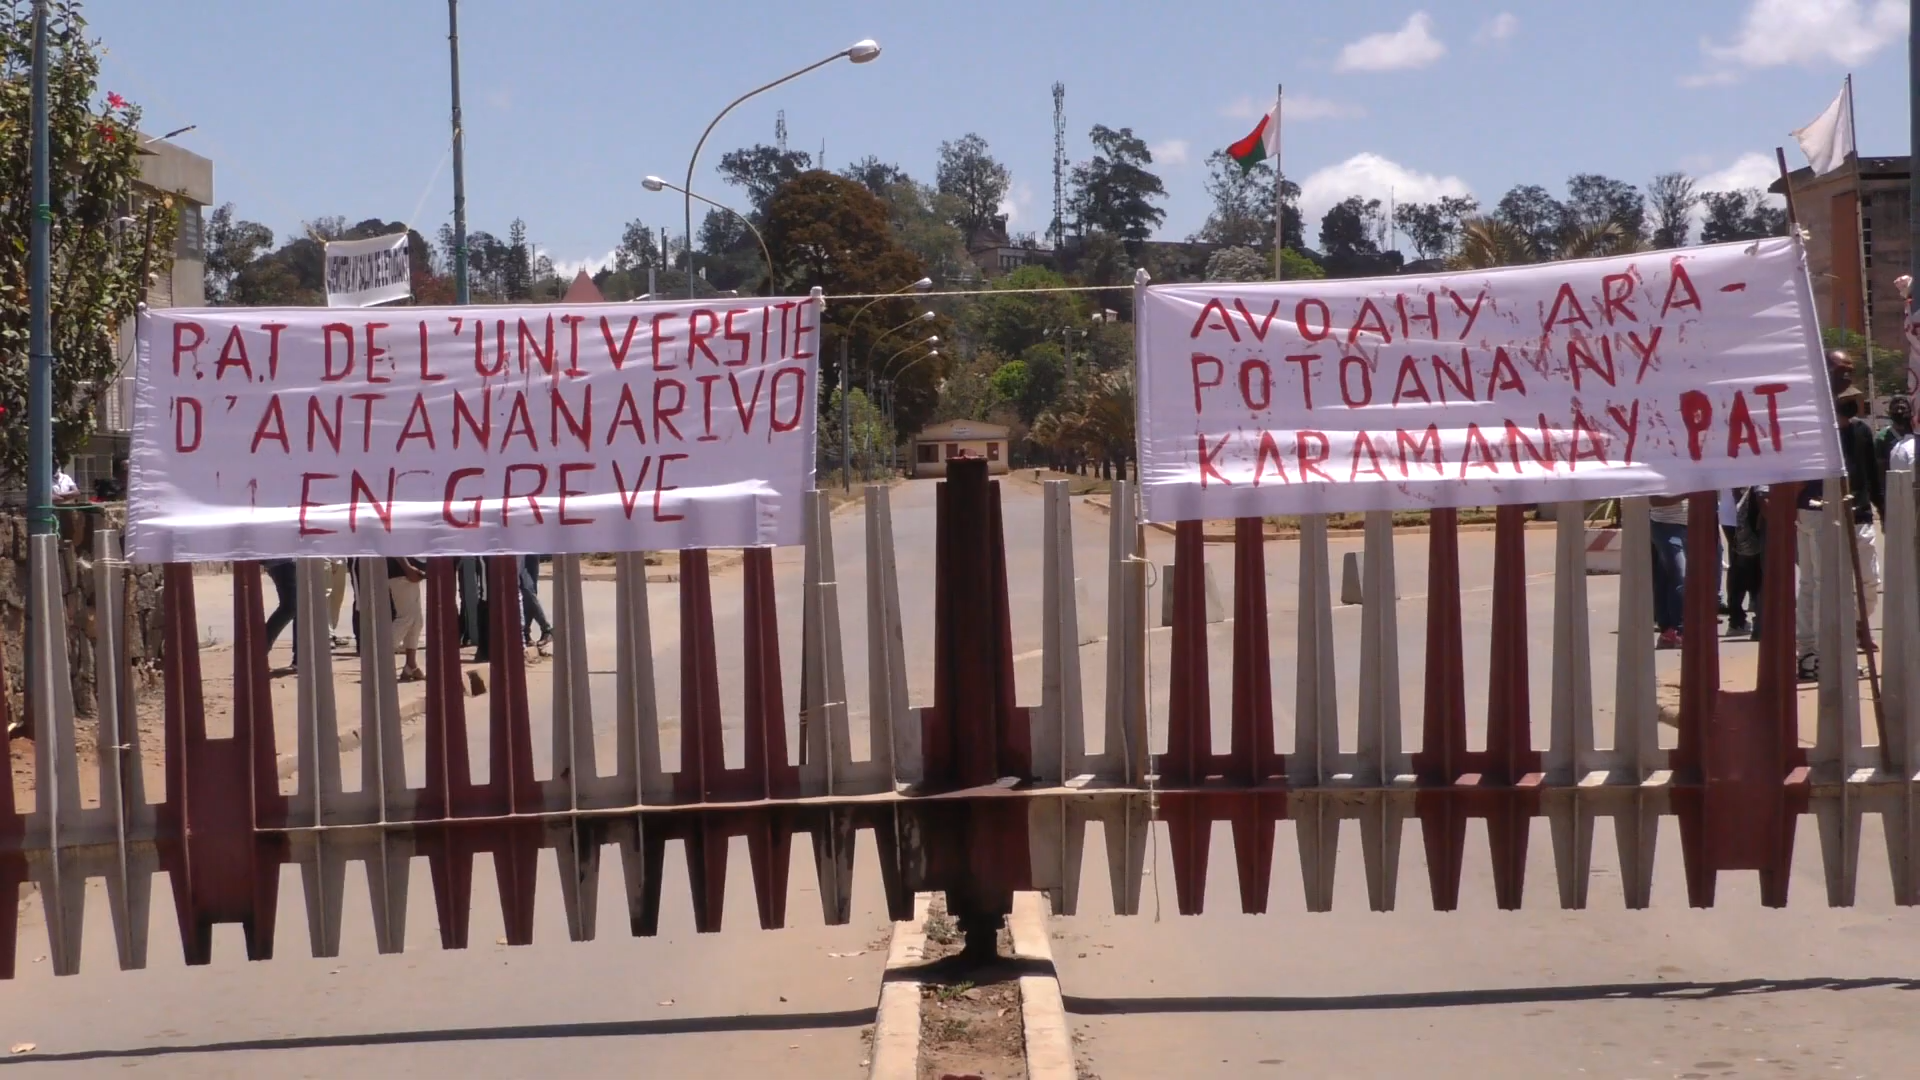 P.A.T DE L'UNIVERSITE
D'ANTANANARIVO
EN GREVE
AVOAHY ARA-
POTOANA NY
KARAMANAY PAT